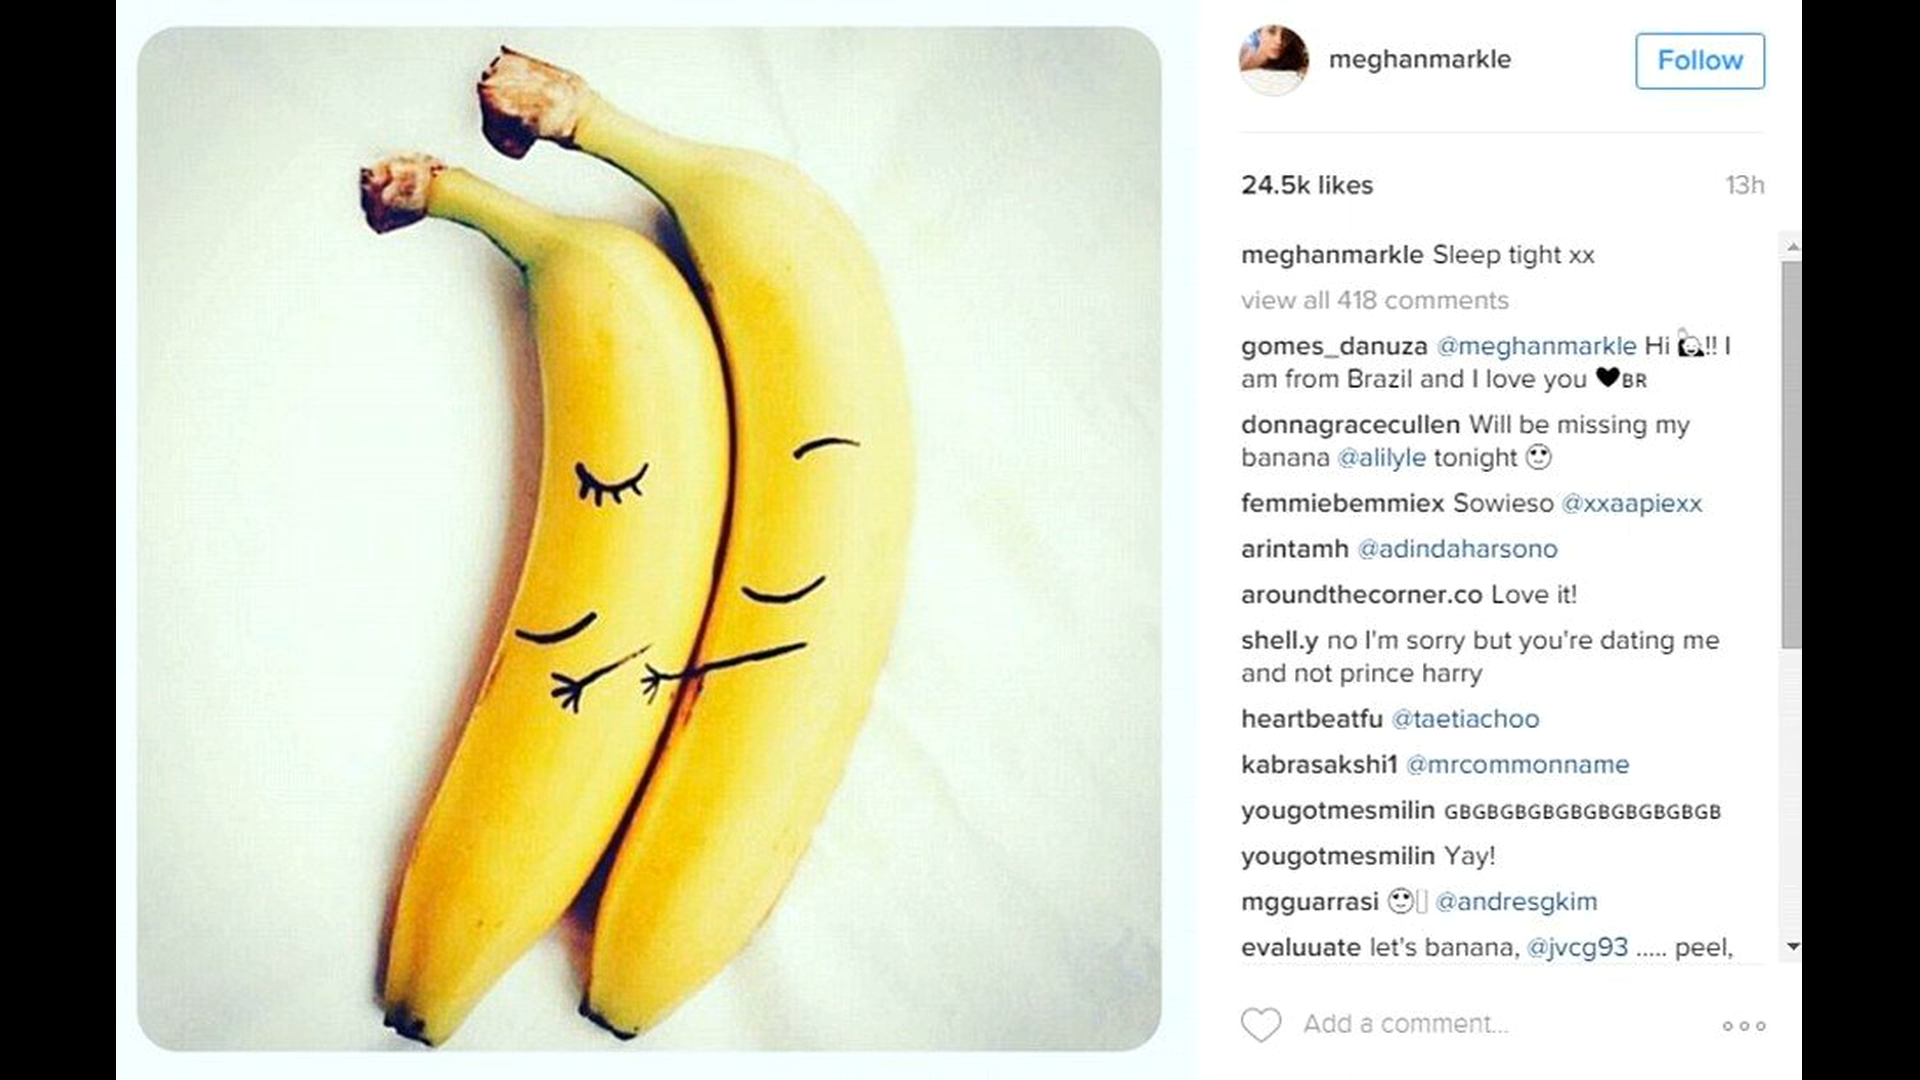 meghanmarkle
Follow
24.5k likes
13h
meghanmarkle Sleep tight xx
view all 418 comments
gomes_danuza @meghanmarkle Hi !! I
am from Brazil and I love you 🖤BR
donnagracecullen Will be missing my
banana @alilyle tonight 🙂
femmiebemmiex Sowieso @xxaapiexx
arintamh @adindaharsono
aroundthecorner.co Love it!
shell.y no I'm sorry but you're dating me
and not prince harry
heartbeatfu @taetiachoo
kabrasakshi1 @mrcommonname
yougotmesmilin GBGBGBGBGBGBGBGBGBGB
yougotmesmilin Yay!
mgguarrasi 🙂 @andresgkim
evaluuate let's banana, @jvcg93 ..... peel,
Add a comment...